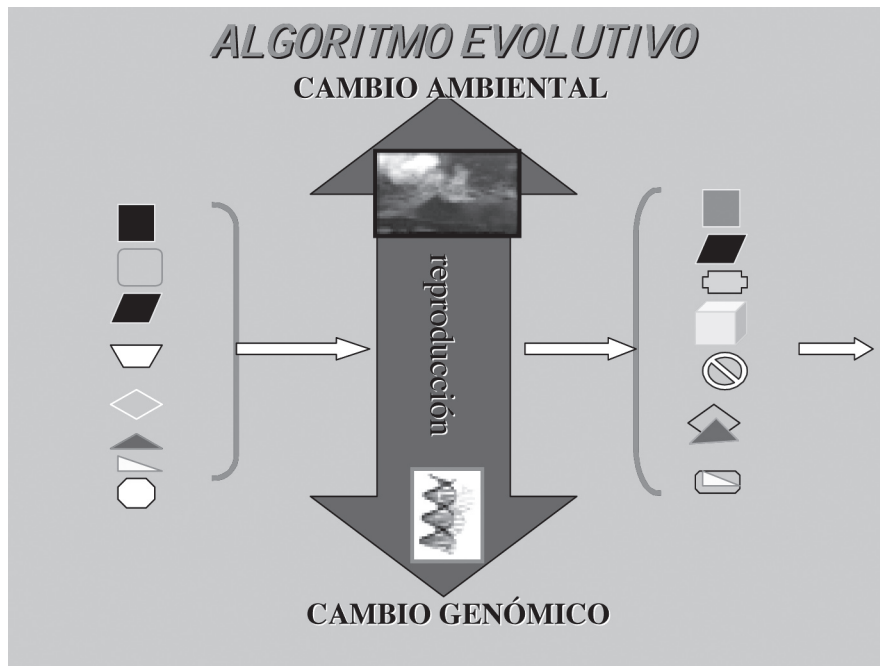 ALGORITMO EVOLUTIVO
CAMBIO AMBIENTAL
reproducción
CAMBIO GENÓMICO